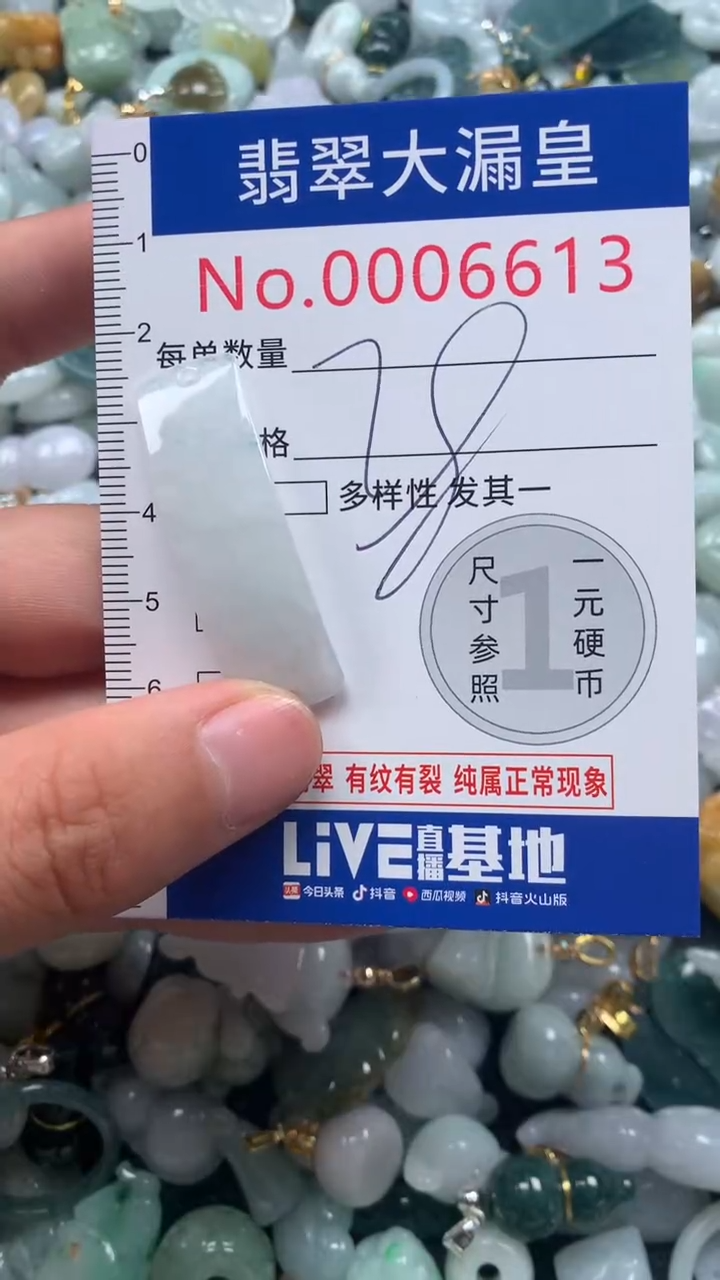 翡翠大漏皇
No.0006613
每单数量
格
多样性 发其一
尺寸参照
1
一元硬币
翠 有纹有裂 纯属正常现象
LiVE直播基地
今日头条 抖音 西瓜视频 抖音火山版
0
1
2
4
5
6